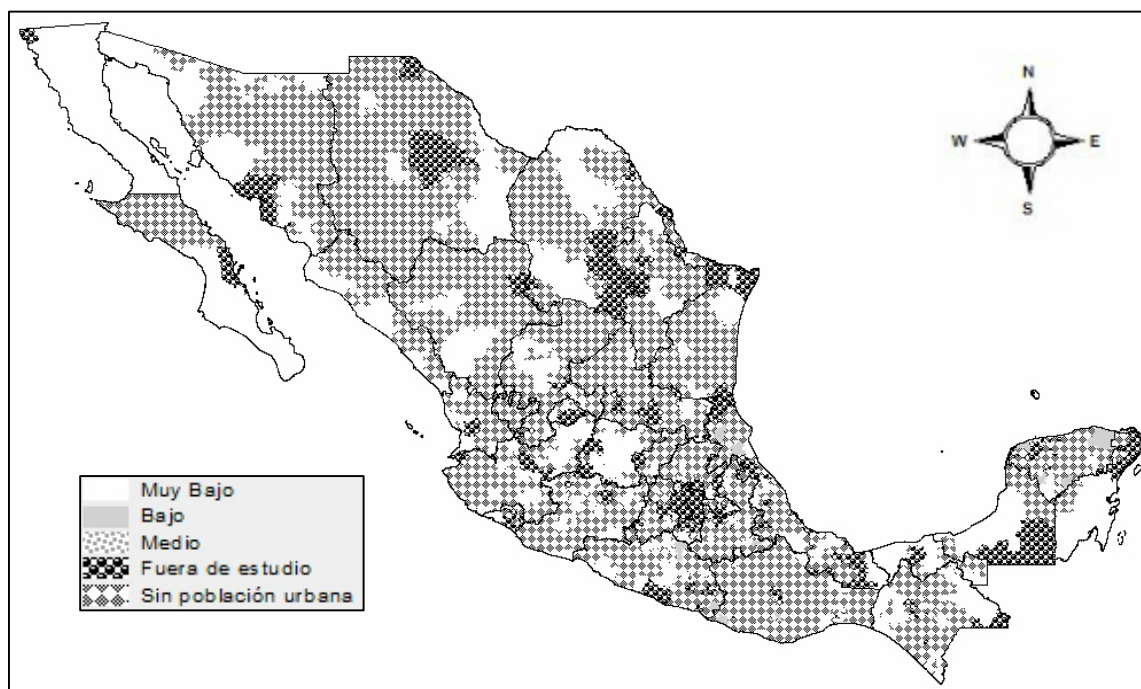 N
W E
S
Muy Bajo
Bajo
Medio
Fuera de estudio
Sin población urbana